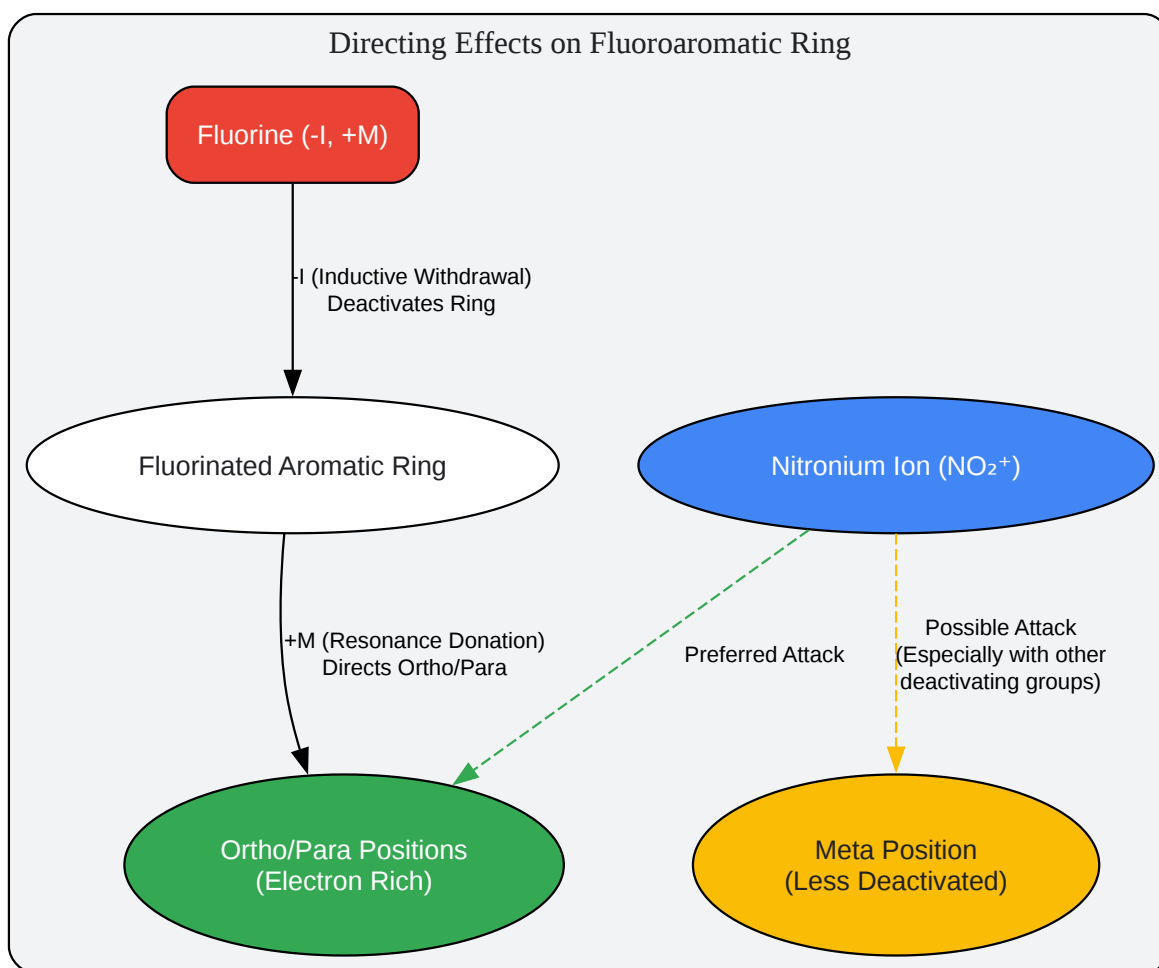 Directing Effects on Fluoroaromatic Ring
Fluorine (-I, +M)
-I (Inductive Withdrawal)
Deactivates Ring
Fluorinated Aromatic Ring
Nitronium Ion (NO₂⁺)
+M (Resonance Donation)
Directs Ortho/Para
Preferred Attack
Possible Attack
(Especially with other
deactivating groups)
Ortho/Para Positions
(Electron Rich)
Meta Position
(Less Deactivated)